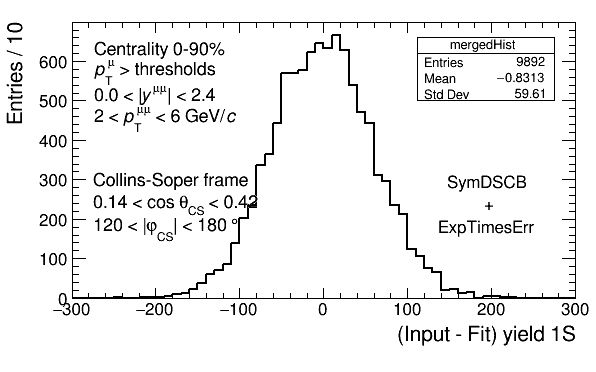 Entries / 10
600
500
400
300
200
100
0
Centrality 0-90%
p_T^μ > thresholds
0.0 < |y^μμ| < 2.4
2 < p_T^μμ < 6 GeV/c
Collins-Soper frame
0.14 < cos θ_CS < 0.42
120 < |φ_CS| < 180 °
mergedHist
Entries 9892
Mean −0.8313
Std Dev 59.61
SymDSCB
+
ExpTimesErr
−300 −200 −100 0 100 200 300
(Input - Fit) yield 1S